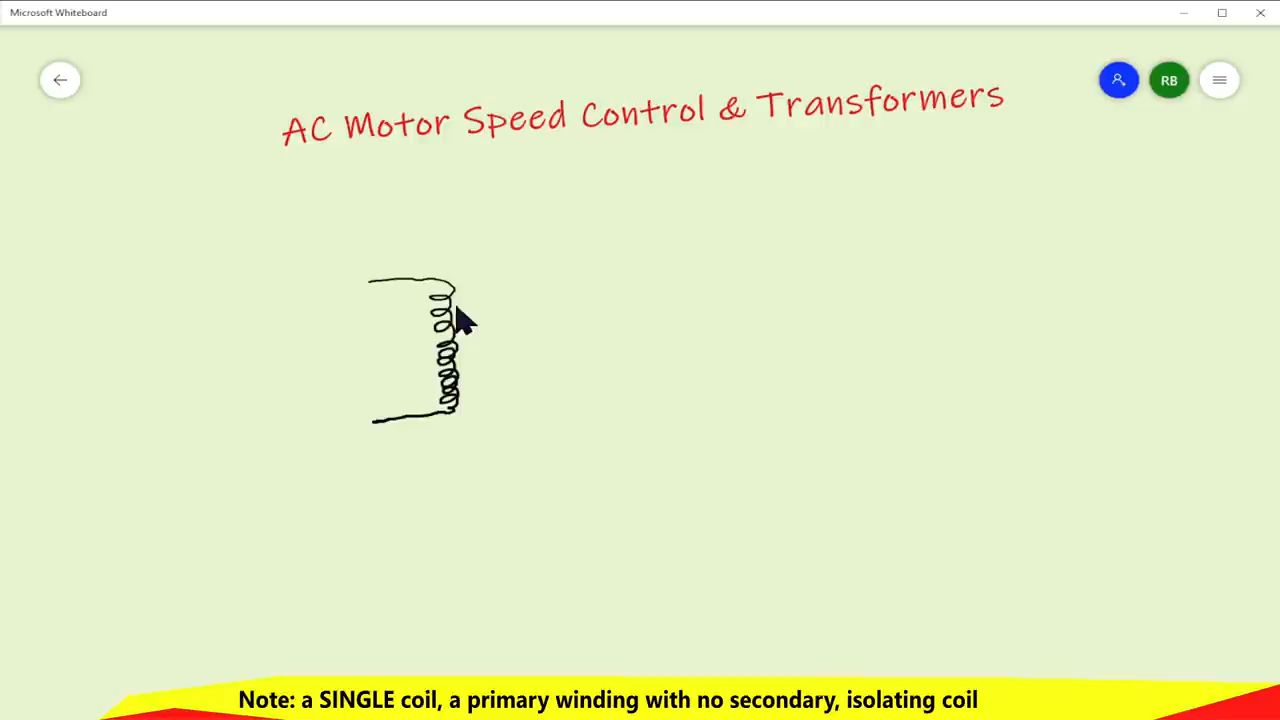 Microsoft Whiteboard
RB
AC Motor Speed Control & Transformers
Note: a SINGLE coil, a primary winding with no secondary, isolating coil